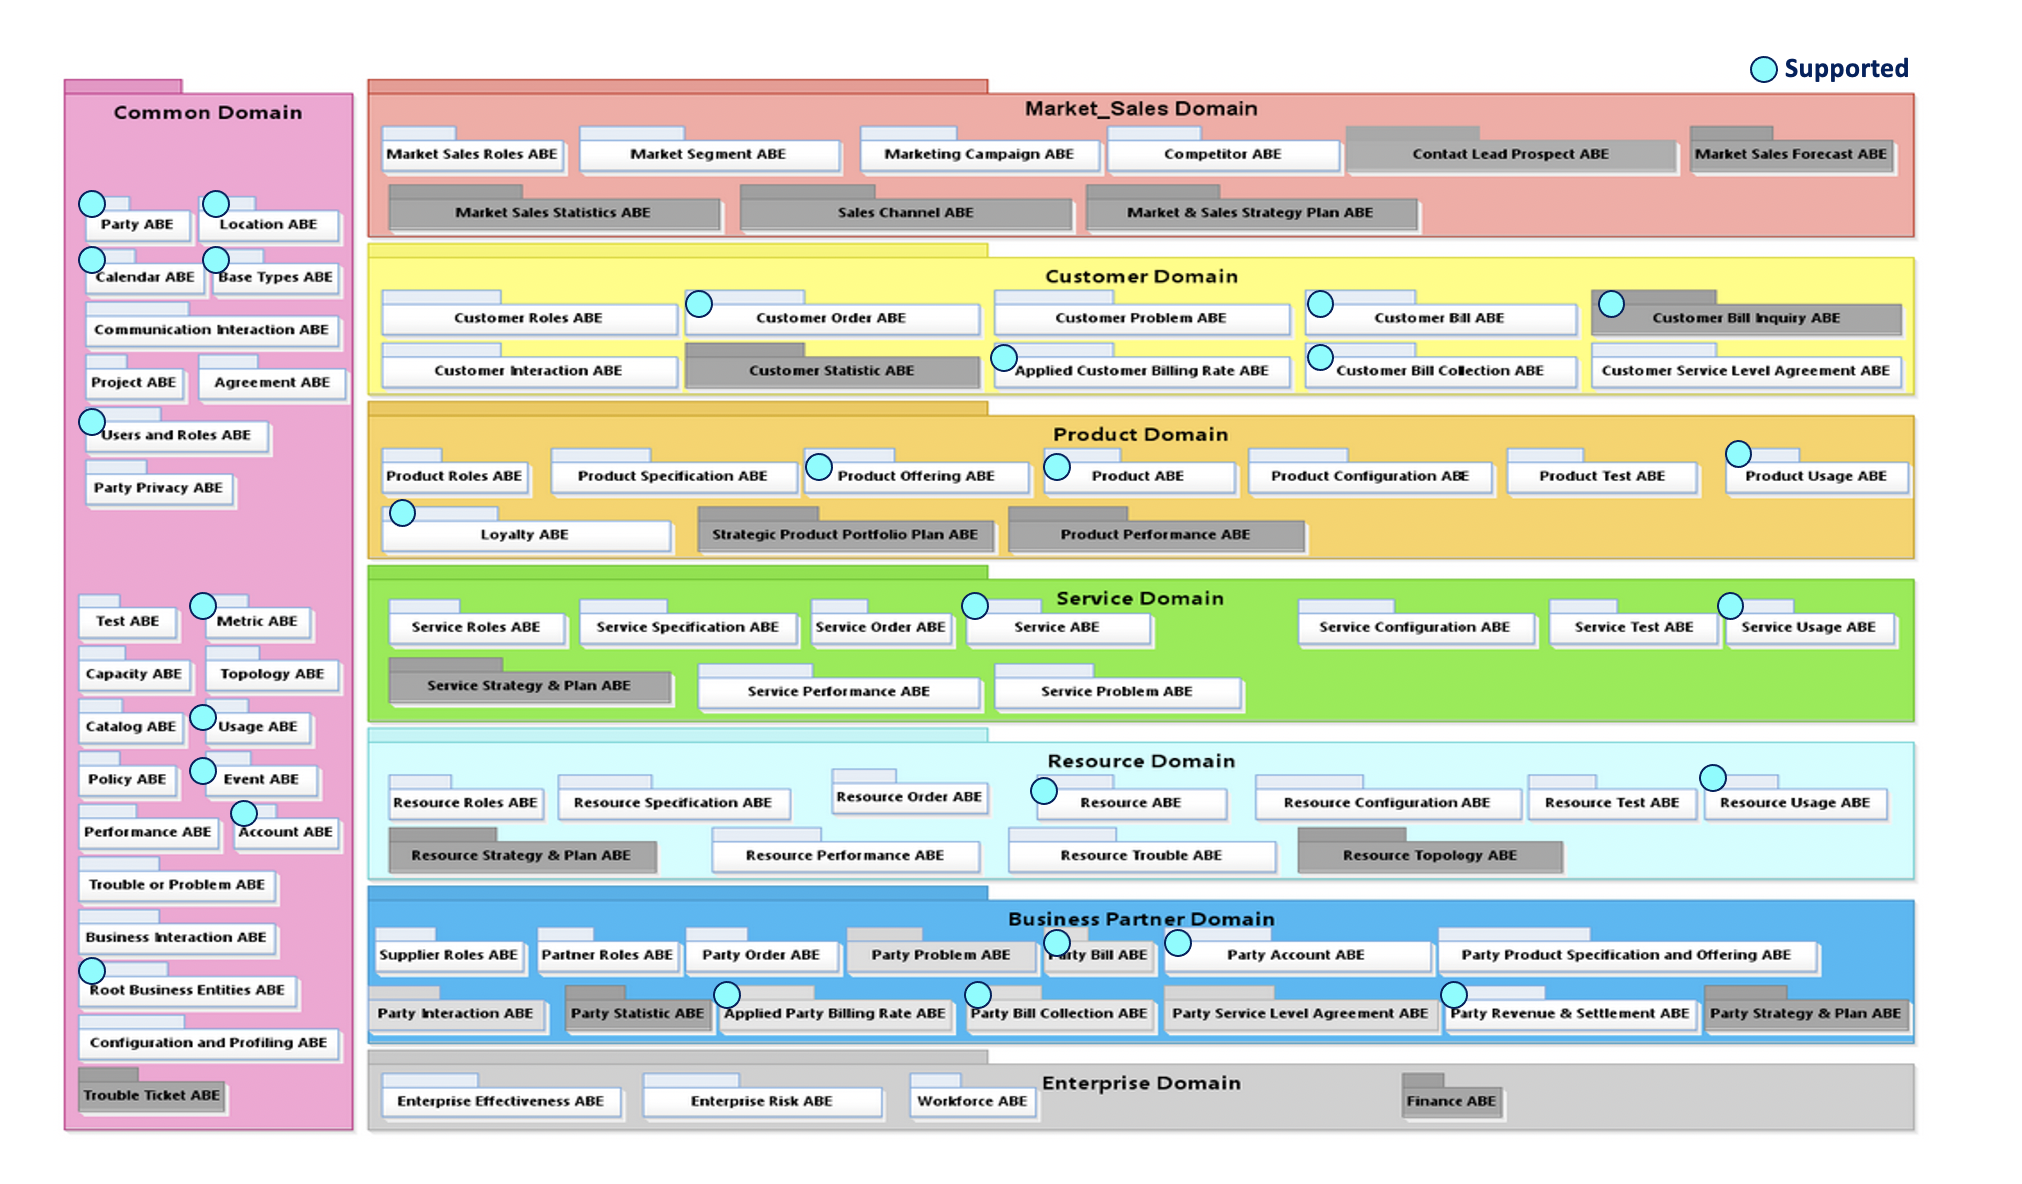 Supported
Common Domain
Party ABE
Location ABE
Calendar ABE
Base Types ABE
Communication Interaction ABE
Project ABE
Agreement ABE
Users and Roles ABE
Party Privacy ABE
Test ABE
Metric ABE
Capacity ABE
Topology ABE
Catalog ABE
Usage ABE
Policy ABE
Event ABE
Performance ABE
Account ABE
Trouble or Problem ABE
Business Interaction ABE
Root Business Entities ABE
Configuration and Profiling ABE
Trouble Ticket ABE
Market_Sales Domain
Market Sales Roles ABE
Market Segment ABE
Marketing Campaign ABE
Competitor ABE
Contact Lead Prospect ABE
Market Sales Forecast ABE
Market Sales Statistics ABE
Sales Channel ABE
Market & Sales Strategy Plan ABE
Customer Domain
Customer Roles ABE
Customer Order ABE
Customer Problem ABE
Customer Bill ABE
Customer Bill Inquiry ABE
Customer Interaction ABE
Customer Statistic ABE
Applied Customer Billing Rate ABE
Customer Bill Collection ABE
Customer Service Level Agreement ABE
Product Domain
Product Roles ABE
Product Specification ABE
Product Offering ABE
Product ABE
Product Configuration ABE
Product Test ABE
Product Usage ABE
Loyalty ABE
Strategic Product Portfolio Plan ABE
Product Performance ABE
Service Domain
Service Roles ABE
Service Specification ABE
Service Order ABE
Service ABE
Service Configuration ABE
Service Test ABE
Service Usage ABE
Service Strategy & Plan ABE
Service Performance ABE
Service Problem ABE
Resource Domain
Resource Roles ABE
Resource Specification ABE
Resource Order ABE
Resource ABE
Resource Configuration ABE
Resource Test ABE
Resource Usage ABE
Resource Strategy & Plan ABE
Resource Performance ABE
Resource Trouble ABE
Resource Topology ABE
Business Partner Domain
Supplier Roles ABE
Partner Roles ABE
Party Order ABE
Party Problem ABE
Party Bill ABE
Party Account ABE
Party Product Specification and Offering ABE
Party Interaction ABE
Party Statistic ABE
Applied Party Billing Rate ABE
Party Bill Collection ABE
Party Service Level Agreement ABE
Party Revenue & Settlement ABE
Party Strategy & Plan ABE
Enterprise Domain
Enterprise Effectiveness ABE
Enterprise Risk ABE
Workforce ABE
Finance ABE